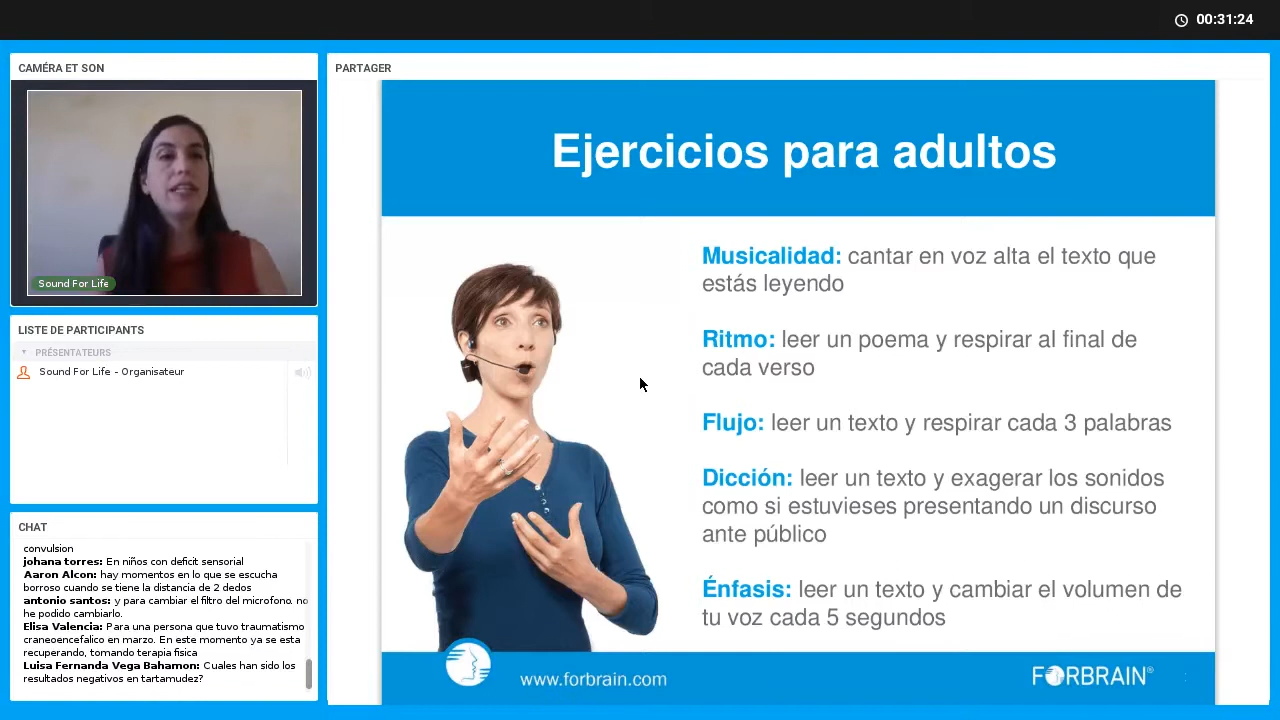 00:31:24
CAMÉRA ET SON
Sound For Life
LISTE DE PARTICIPANTS
PRÉSENTATEURS
Sound For Life - Organisateur
CHAT
convulsion
johana torres: En niños con deficit sensorial
Aaron Alcon: hay momentos en lo que se escucha
borroso cuando se tiene la distancia de 2 dedos
antonio santos: y para cambiar el filtro del microfono. no
he podido cambiarlo.
Elisa Valencia: Para una persona que tuvo traumatismo
craneoencefalico en marzo. En este momento ya se esta
recuperando, tomando terapia fisica
Luisa Fernanda Vega Bahamon: Cuales han sido los
resultados negativos en tartamudez?
PARTAGER
Ejercicios para adultos
Musicalidad: cantar en voz alta el texto que
estás leyendo
Ritmo: leer un poema y respirar al final de
cada verso
Flujo: leer un texto y respirar cada 3 palabras
Dicción: leer un texto y exagerar los sonidos
como si estuvieses presentando un discurso
ante público
Énfasis: leer un texto y cambiar el volumen de
tu voz cada 5 segundos
www.forbrain.com
FORBRAIN®